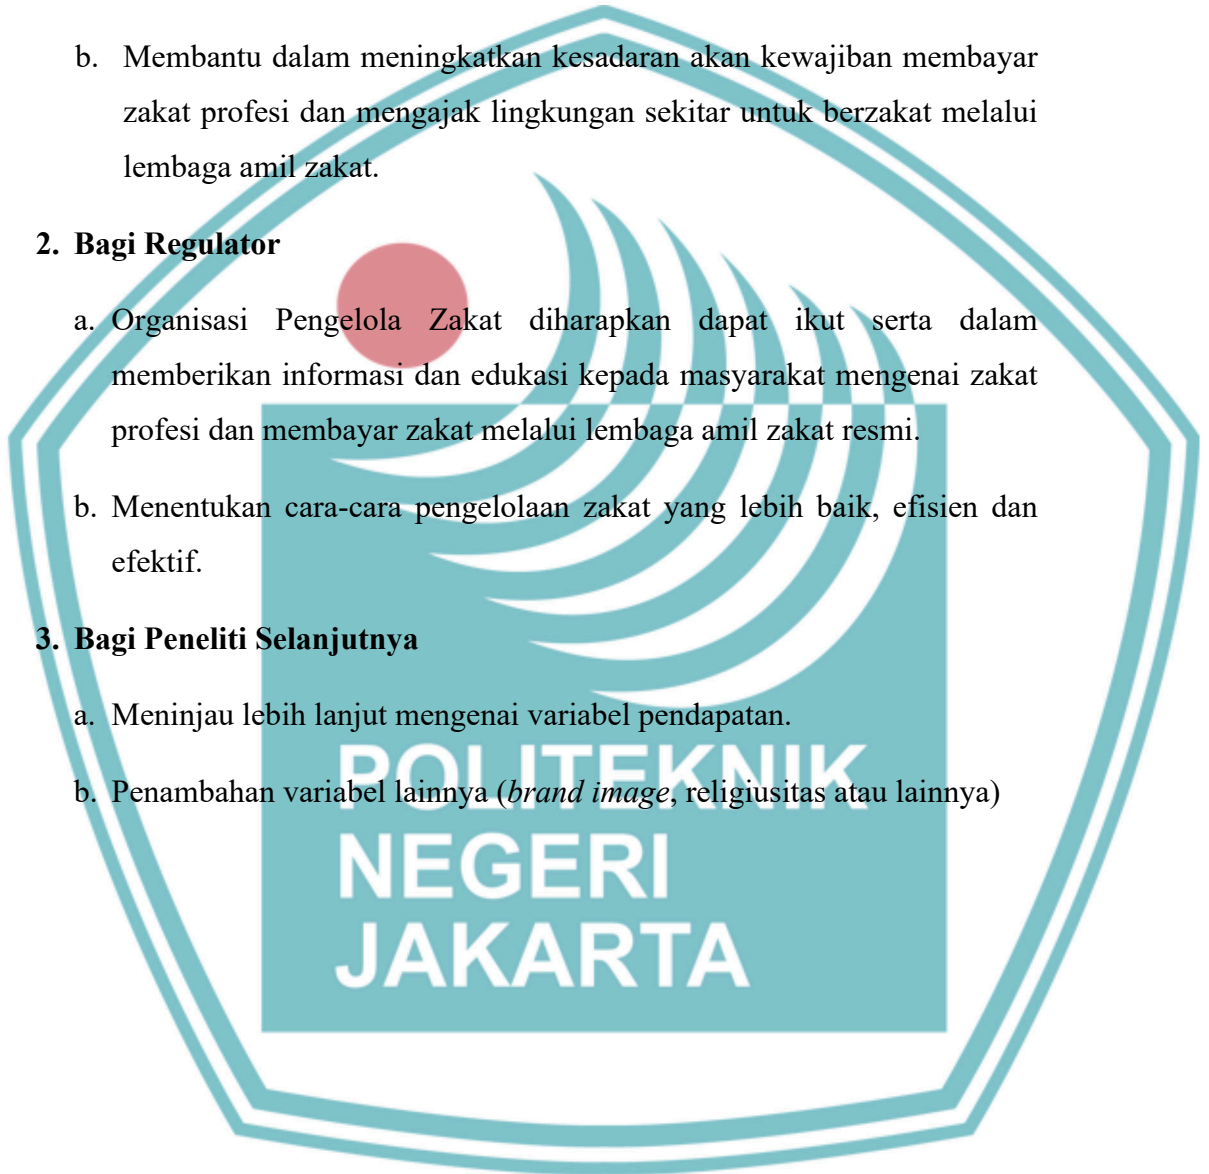 b. Membantu dalam meningkatkan kesadaran akan kewajiban membayar
zakat profesi dan mengajak lingkungan sekitar untuk berzakat melalui
lembaga amil zakat.
2. Bagi Regulator
a. Organisasi Pengelola Zakat diharapkan dapat ikut serta dalam
memberikan informasi dan edukasi kepada masyarakat mengenai zakat
profesi dan membayar zakat melalui lembaga amil zakat resmi.
b. Menentukan cara-cara pengelolaan zakat yang lebih baik, efisien dan
efektif.
3. Bagi Peneliti Selanjutnya
a. Meninjau lebih lanjut mengenai variabel pendapatan.
b. Penambahan variabel lainnya (brand image, religiusitas atau lainnya)
POLITEKNIK
NEGERI
JAKARTA